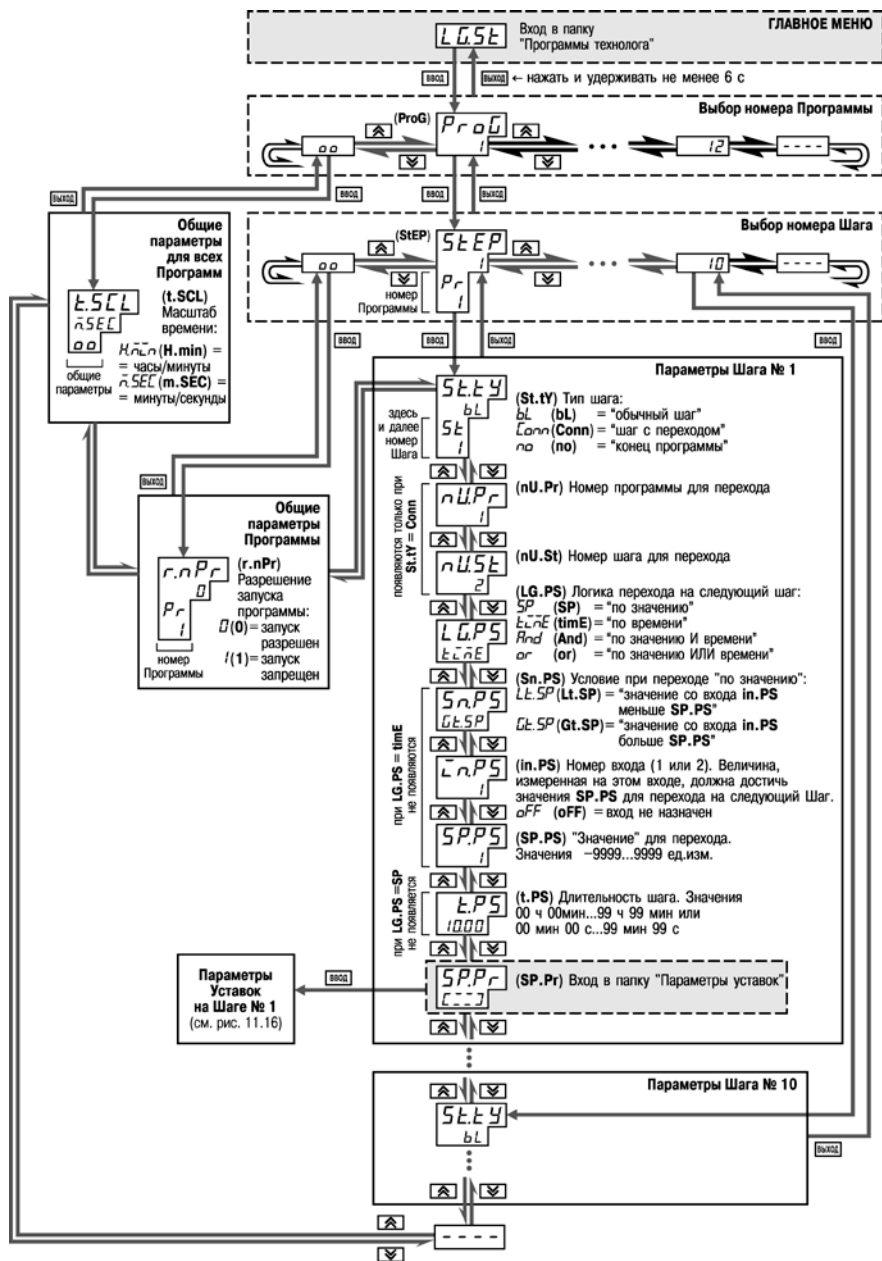 ГЛАВНОЕ МЕНЮ
LG.St
Вход в папку
"Программы технолога"
ввод
выход
← нажать и удерживать не менее 6 с
Выбор номера Программы
(ProG)
ProG
1
oo
• • •
12
- - - -
выход
ввод
ввод
выход
Выбор номера Шага
(StEP)
StEP
1
Pr
1
номер
Программы
oo
• • •
10
- - - -
Общие
параметры
для всех
Программ
t.SCL
m.SEC
oo
общие
параметры
(t.SCL)
Масштаб
времени:
H.min (H.min) =
= часы/минуты
m.SEC (m.SEC) =
= минуты/секунды
ввод
ввод
выход
ввод
Параметры Шага № 1
St.tY
bL
St
1
здесь
и далее
номер
Шага
(St.tY) Тип шага:
bL (bL) = “обычный шаг”
Conn (Conn) = “шаг с переходом”
no (no) = “конец программы”
появляются только при
St.tY = Conn
nU.Pr
1
(nU.Pr) Номер программы для перехода
nU.St
2
(nU.St) Номер шага для перехода
LG.PS
timE
(LG.PS) Логика перехода на следующий шаг:
SP (SP) = “по значению”
timE (timE) = “по времени”
And (And) = “по значению И времени”
or (or) = “по значению ИЛИ времени”
выход
Общие
параметры
Программы
r.nPr
0
Pr
1
номер
Программы
(r.nPr)
Разрешение
запуска
программы:
0 (0) = запуск
разрешен
1 (1) = запуск
запрещен
при LG.PS = timE
не появляются
Sn.PS
Gt.SP
(Sn.PS) Условие при переходе "по значению":
Lt.SP (Lt.SP) = “значение со входа in.PS
меньше SP.PS”
Gt.SP (Gt.SP) = “значение со входа in.PS
больше SP.PS”
in.PS
1
(in.PS) Номер входа (1 или 2). Величина,
измеренная на этом входе, должна достичь
значения SP.PS для перехода на следующий Шаг.
oFF (oFF) = вход не назначен
SP.PS
1
(SP.PS) "Значение" для перехода.
Значения −9999...9999 ед.изм.
при LG.PS =SP
не появляется
t.PS
10.00
(t.PS) Длительность шага. Значения
00 ч 00мин...99 ч 99 мин или
00 мин 00 с...99 мин 99 с
Параметры
Уставок
на Шаге № 1
(см. рис. 11.16)
ввод
SP.Pr
[---]
(SP.Pr) Вход в папку "Параметры уставок"
Параметры Шага № 10
St.tY
bL
выход
- - - -